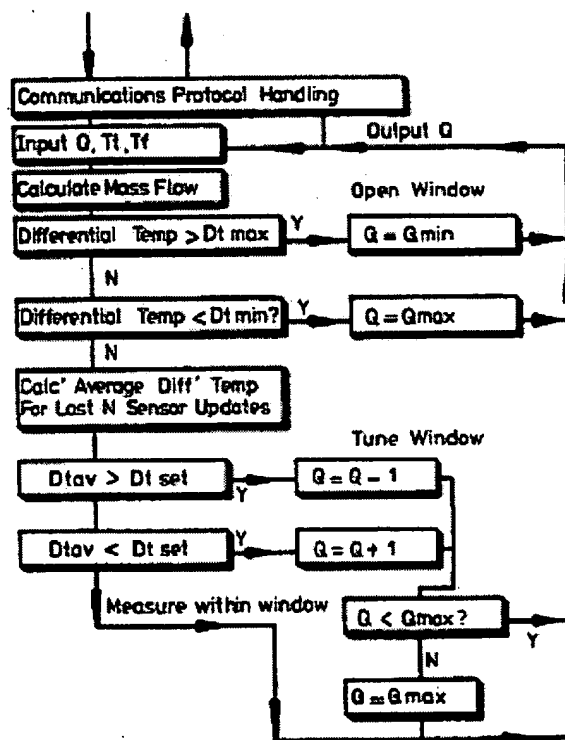 Communications Protocol Handling
Output Q
Input Q, Tt, Tf
Calculate Mass Flow
Open Window
Differential Temp > Dt max
Y
Q = Qmin
N
Differential Temp < Dt min?
Y
Q = Qmax
N
Calc' Average Diff' Temp
For Last N Sensor Updates
Tune Window
Dtav > Dt set
Y
Q = Q - 1
Dtav < Dt set
Y
Q = Q + 1
Measure within window
Q < Qmax?
Y
N
Q = Qmax